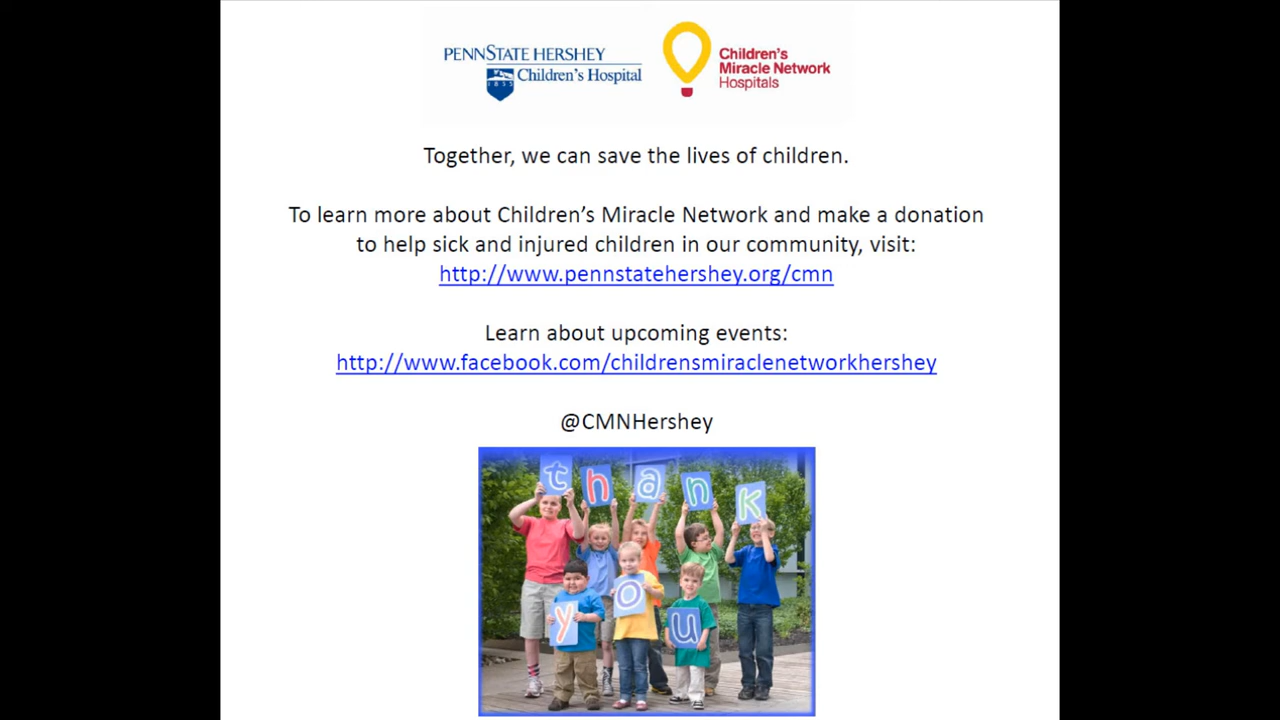 PENNSTATE HERSHEY
Children's Hospital
1855
Children's
Miracle Network
Hospitals
Together, we can save the lives of children.
To learn more about Children's Miracle Network and make a donation
to help sick and injured children in our community, visit:
http://www.pennstatehershey.org/cmn
Learn about upcoming events:
http://www.facebook.com/childrensmiraclenetworkhershey
@CMNHershey
thank
you